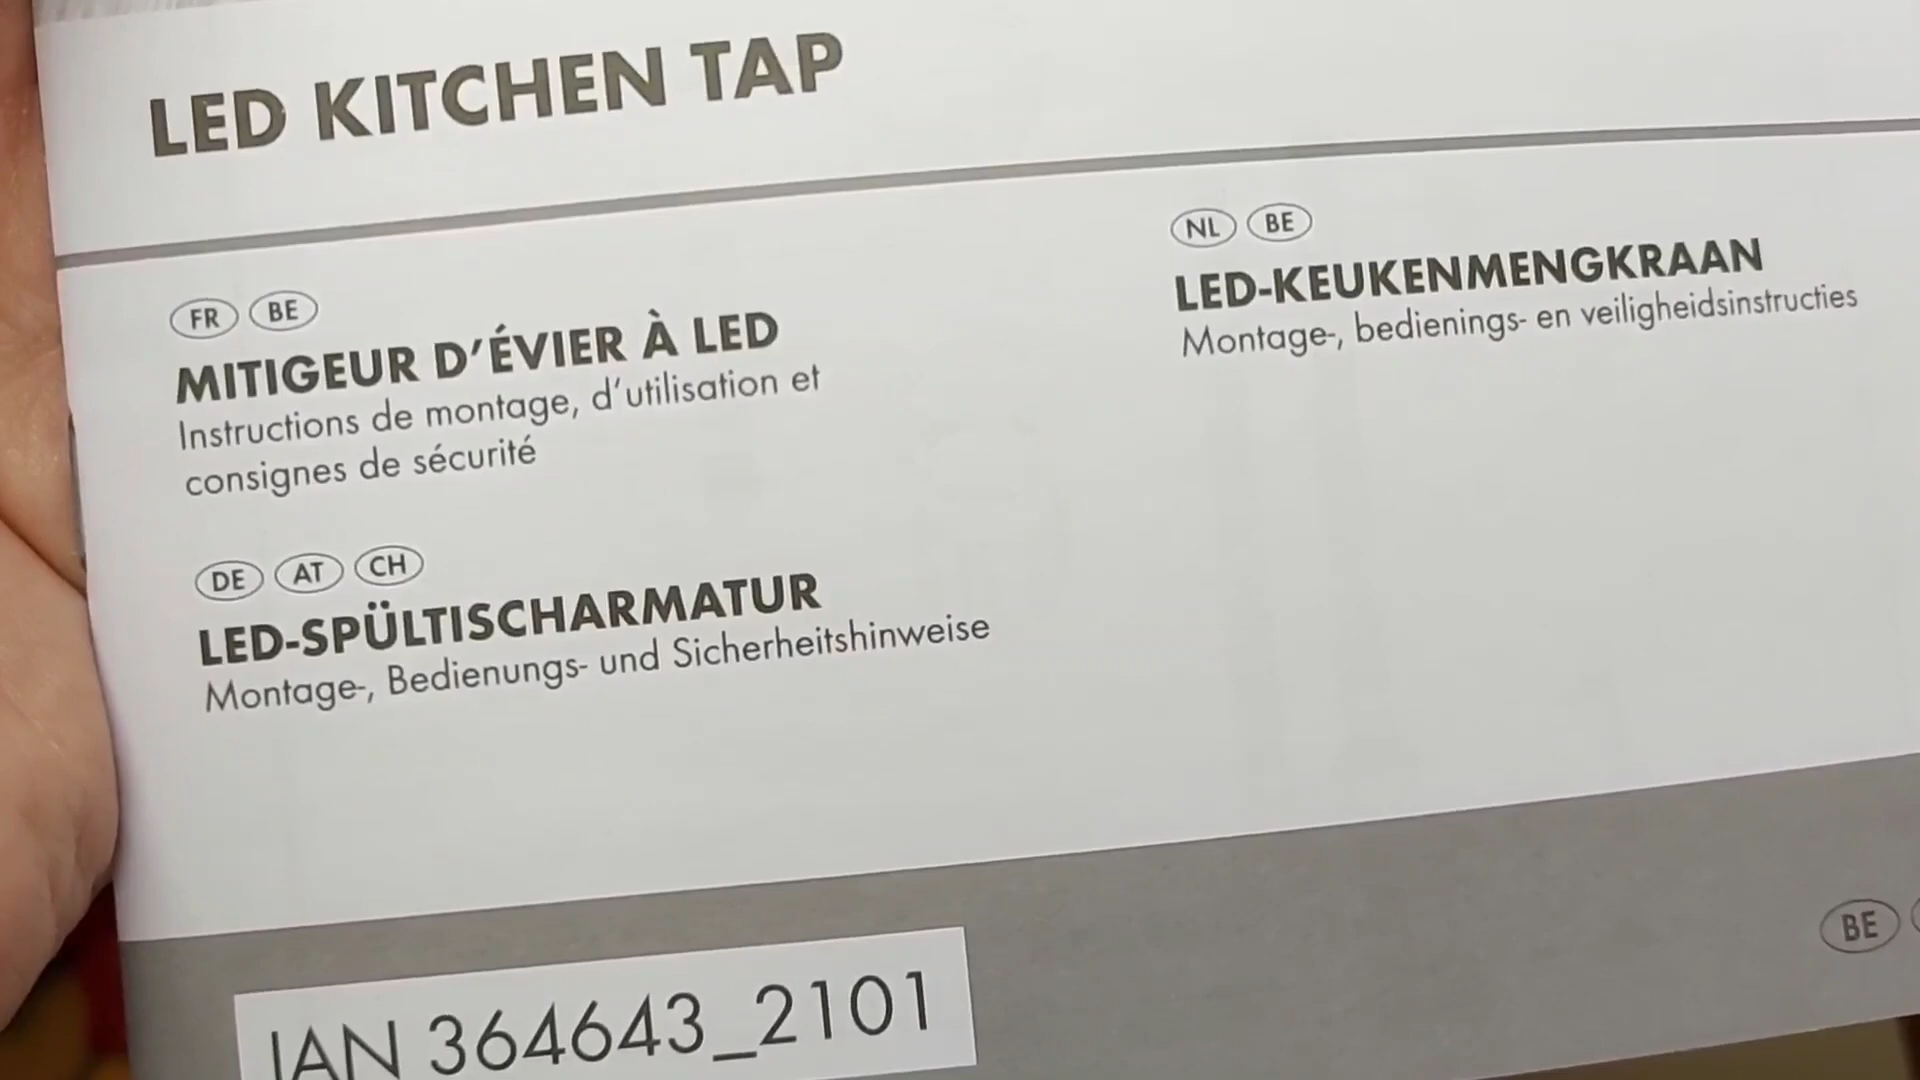 LED KITCHEN TAP
FR BE
MITIGEUR D'ÉVIER À LED
Instructions de montage, d'utilisation et
consignes de sécurité
NL BE
LED-KEUKENMENGKRAAN
Montage-, bedienings- en veiligheidsinstructies
DE AT CH
LED-SPÜLTISCHARMATUR
Montage-, Bedienungs- und Sicherheitshinweise
BE
IAN 364643_2101